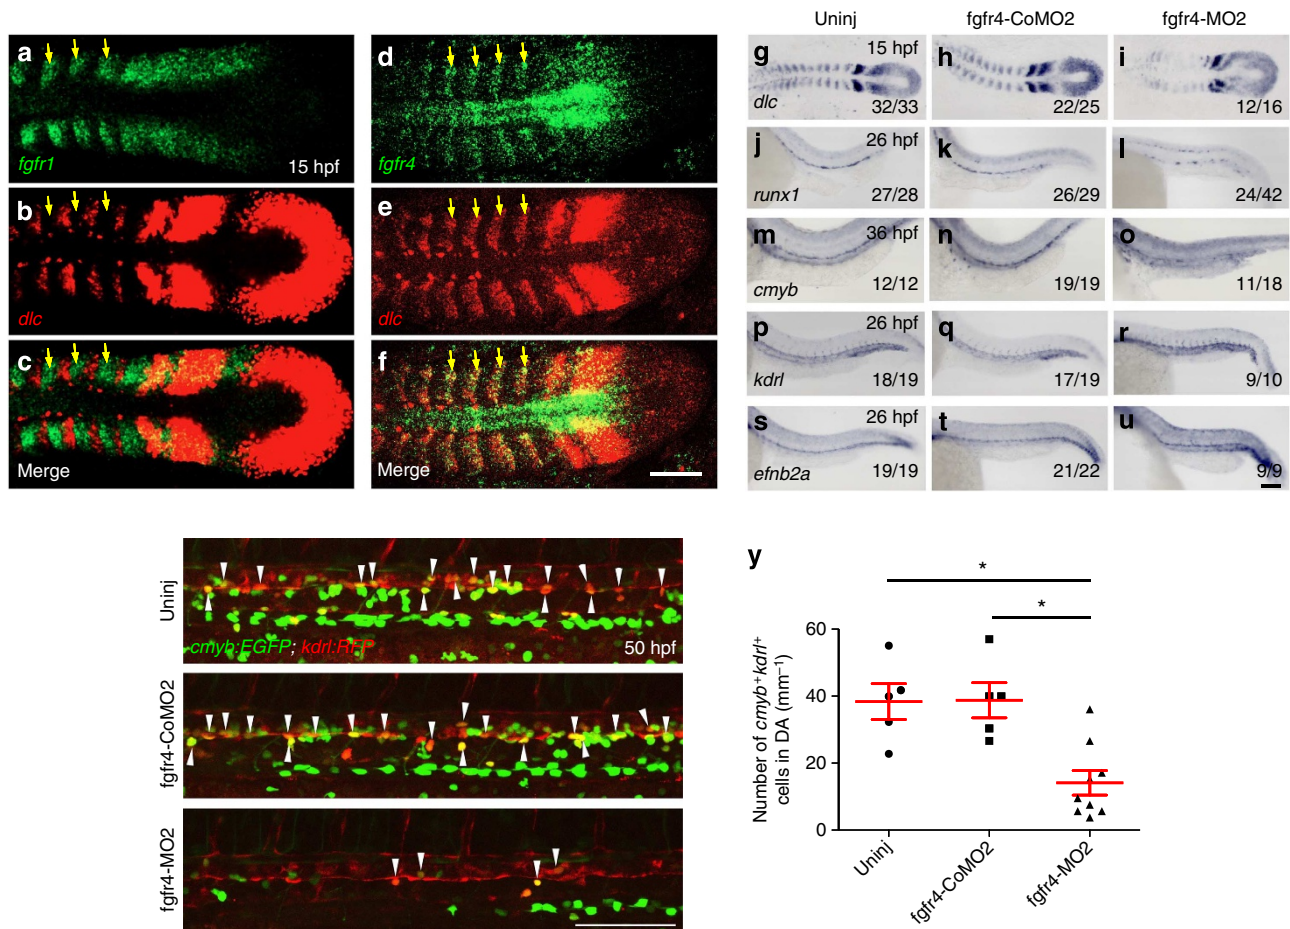 Uninj fgfr4-CoMO2 fgfr4-MO2
a
fgfr1
15 hpf
b
dlc
c
Merge
d
fgfr4
e
dlc
f
Merge
g 15 hpf
dlc 32/33
h
22/25
i
12/16
j 26 hpf
runx1 27/28
k
26/29
l
24/42
m 36 hpf
cmyb 12/12
n
19/19
o
11/18
p 26 hpf
kdrl 18/19
q
17/19
r
9/10
s 26 hpf
efnb2a 19/19
t
21/22
u
9/9
Uninj
cmyb:EGFP; kdrl:RFP 50 hpf
fgfr4-CoMO2
fgfr4-MO2
y
*
*
Number of cmyb⁺kdrl⁺
cells in DA (mm⁻¹)
60
40
20
0
Uninj
fgfr4-CoMO2
fgfr4-MO2